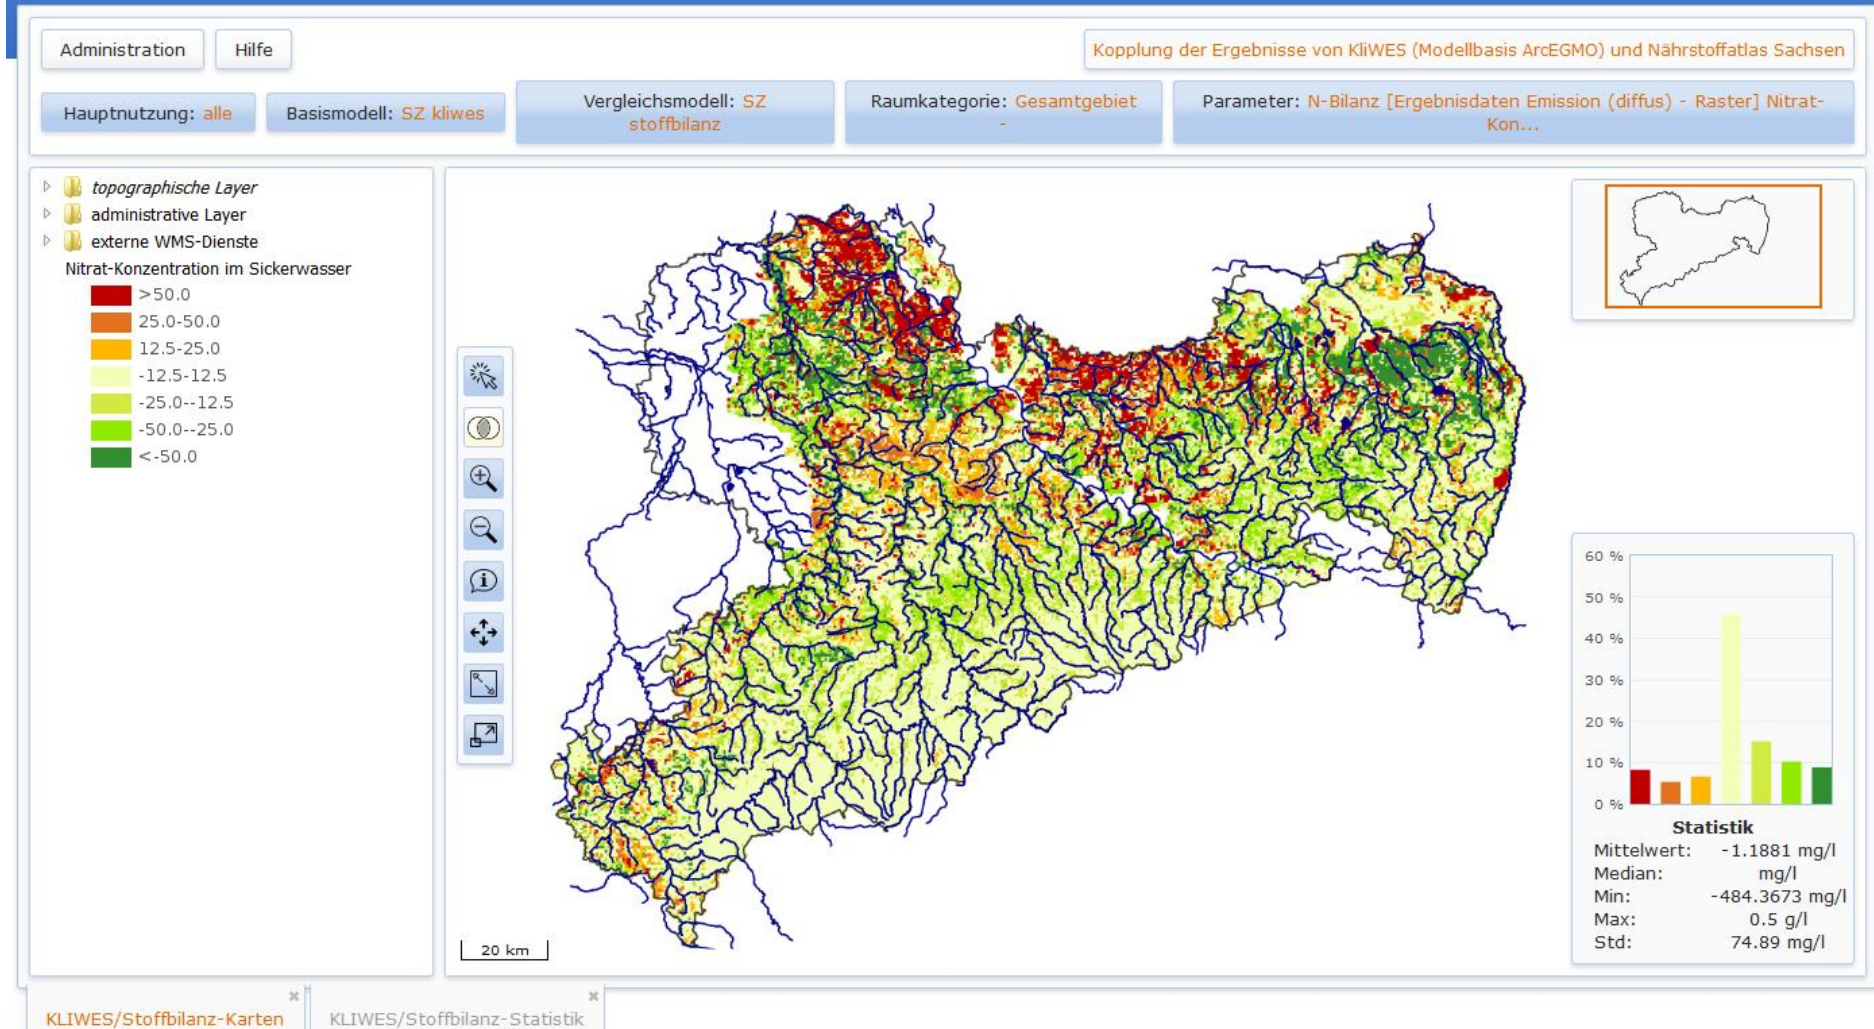 Administration
Hilfe
Kopplung der Ergebnisse von KliWES (Modellbasis ArcEGMO) und Nährstoffatlas Sachsen
Hauptnutzung: alle
Basismodell: SZ kliwes
Vergleichsmodell: SZ
stoffbilanz
Raumkategorie: Gesamtgebiet
-
Parameter: N-Bilanz [Ergebnisdaten Emission (diffus) - Raster] Nitrat-
Kon...
topographische Layer
administrative Layer
externe WMS-Dienste
Nitrat-Konzentration im Sickerwasser
>50.0
25.0-50.0
12.5-25.0
-12.5-12.5
-25.0--12.5
-50.0--25.0
<-50.0
20 km
60 %
50 %
40 %
30 %
20 %
10 %
0 %
Statistik
Mittelwert: -1.1881 mg/l
Median: mg/l
Min: -484.3673 mg/l
Max: 0.5 g/l
Std: 74.89 mg/l
KLIWES/Stoffbilanz-Karten
KLIWES/Stoffbilanz-Statistik